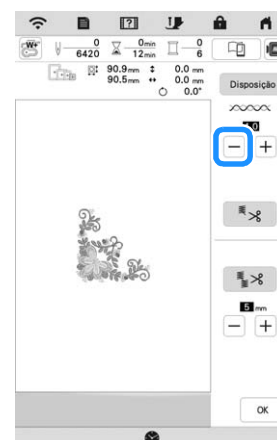 W+
0
6420
0min
12min
0
6
90.9mm
0.0 mm
90.5mm
0.0 mm
0.0°
Disposição
−
+
5 mm
−
+
OK